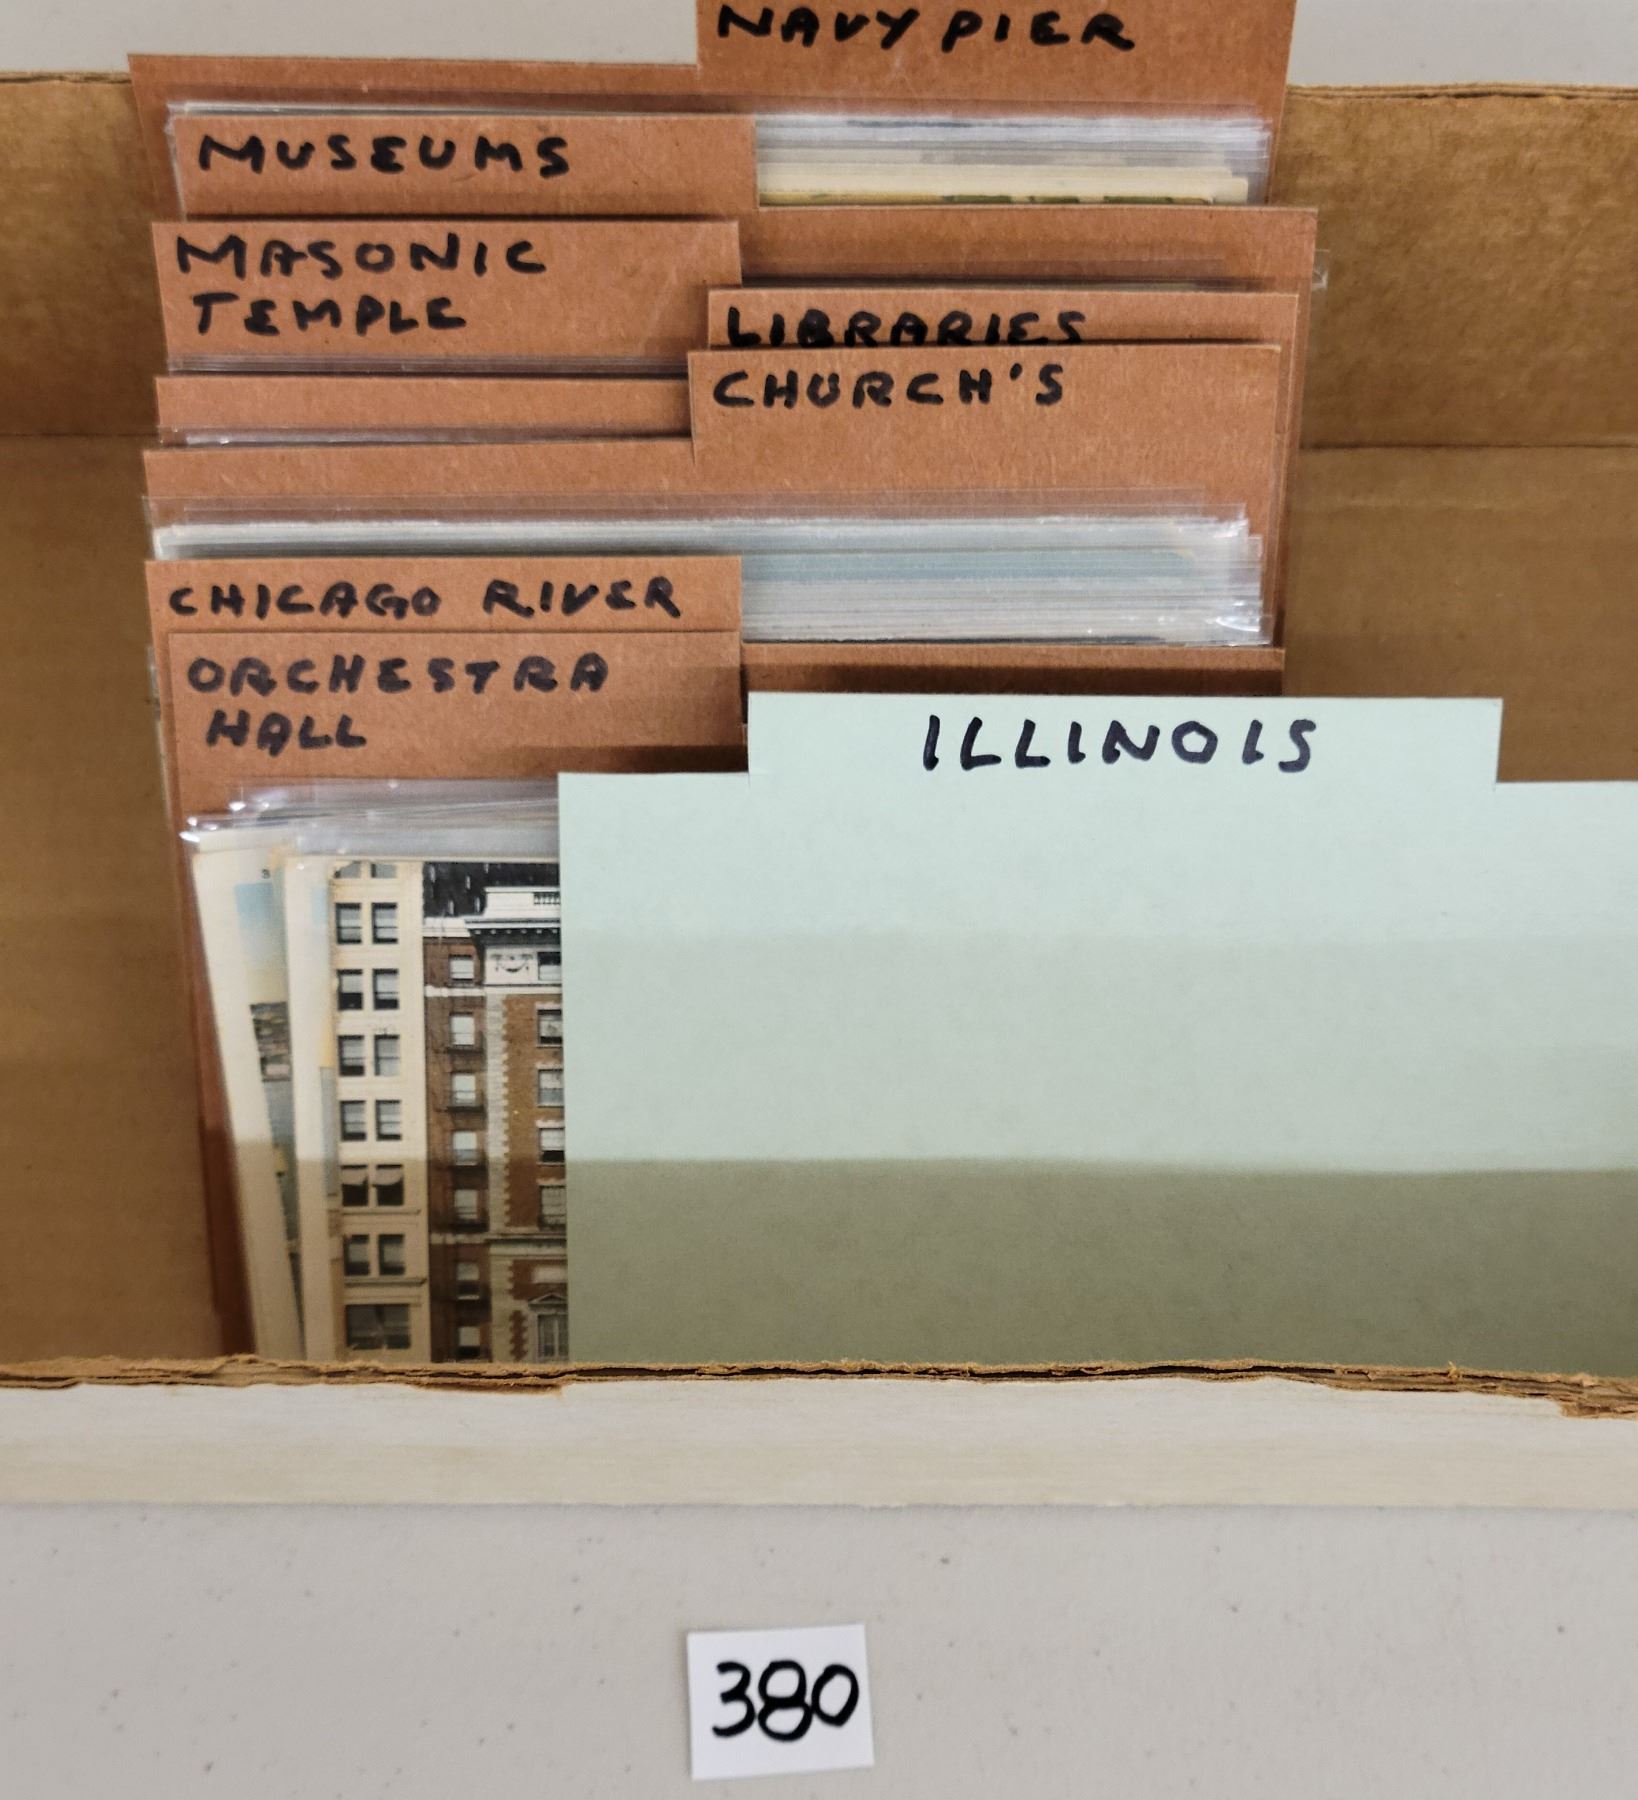 NAVY PIER
MUSEUMS
MASONIC
TEMPLE
LIBRARIES
CHURCH'S
CHICAGO RIVER
ORCHESTRA
HALL
ILLINOIS
380